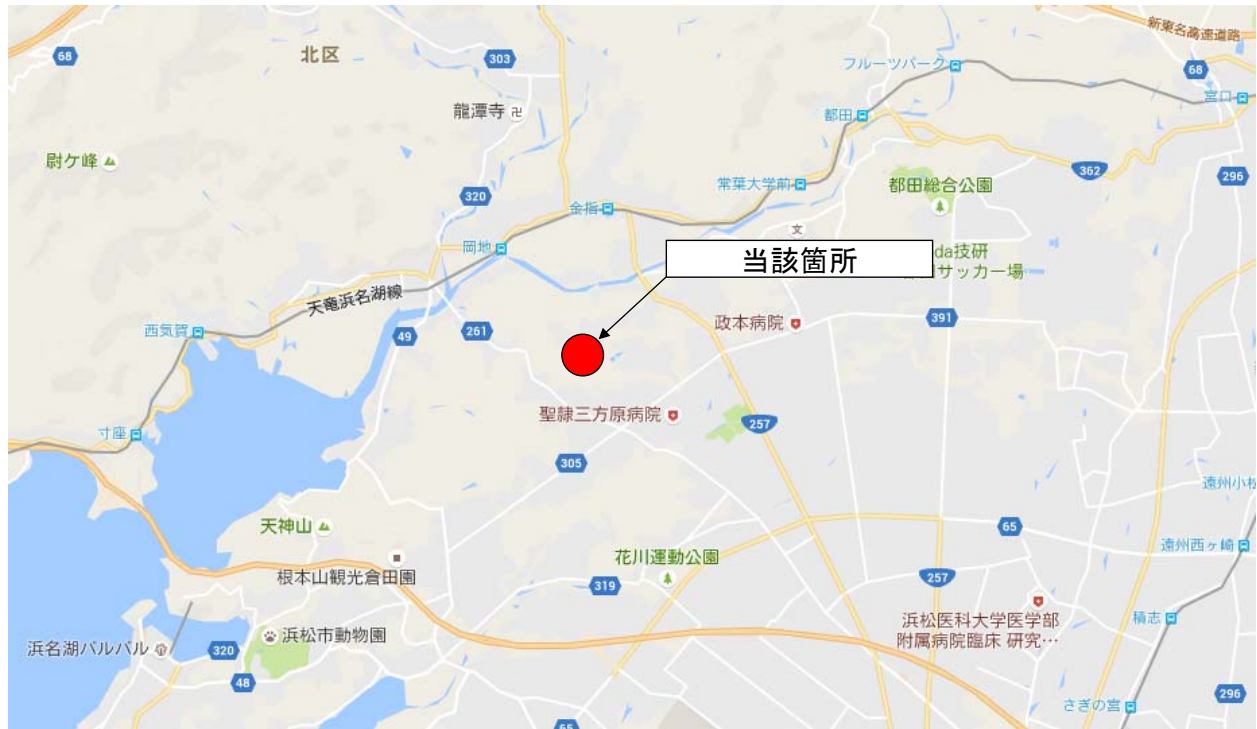 新東名高速道路
68
北区
303
フルーツパーク
68
宮口
龍潭寺
都田
尉ケ峰
362
296
320
常葉大学前
都田総合公園
金指
文
岡地
当該箇所
da技研
サッカー場
天竜浜名湖線
西気賀
49
261
政本病院
391
聖隷三方原病院
257
寸座
305
遠州小松
天神山
65
遠州西ヶ崎
花川運動公園
根本山観光倉田園
319
257
浜松医科大学医学部
附属病院臨床 研究…
積志
浜松市動物園
浜名湖パルパル
320
48
296
さぎの宮
65